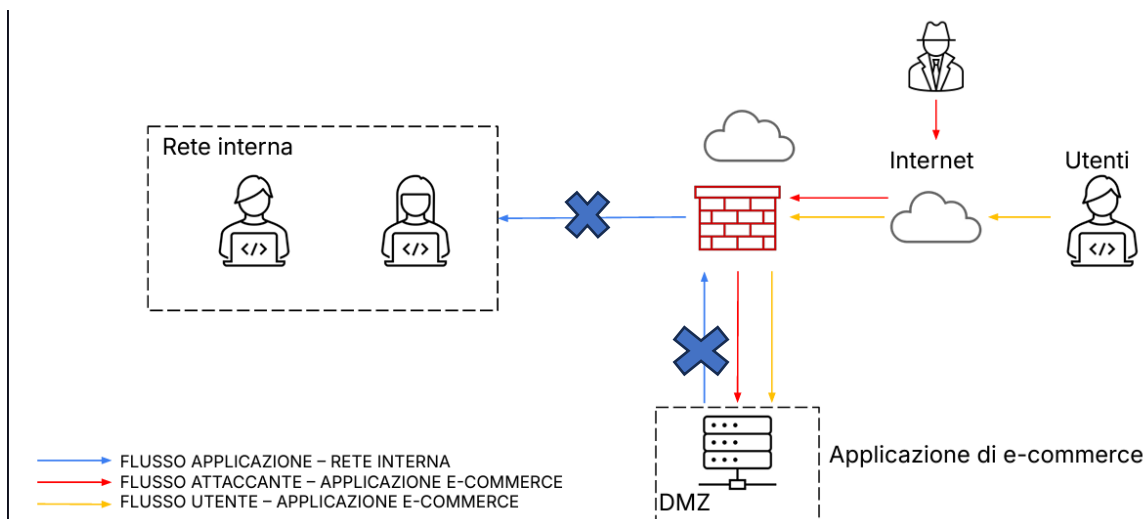 Rete interna
Internet
Utenti
</>
</>
</>
Applicazione di e-commerce
DMZ
FLUSSO APPLICAZIONE – RETE INTERNA
FLUSSO ATTACCANTE – APPLICAZIONE E-COMMERCE
FLUSSO UTENTE – APPLICAZIONE E-COMMERCE